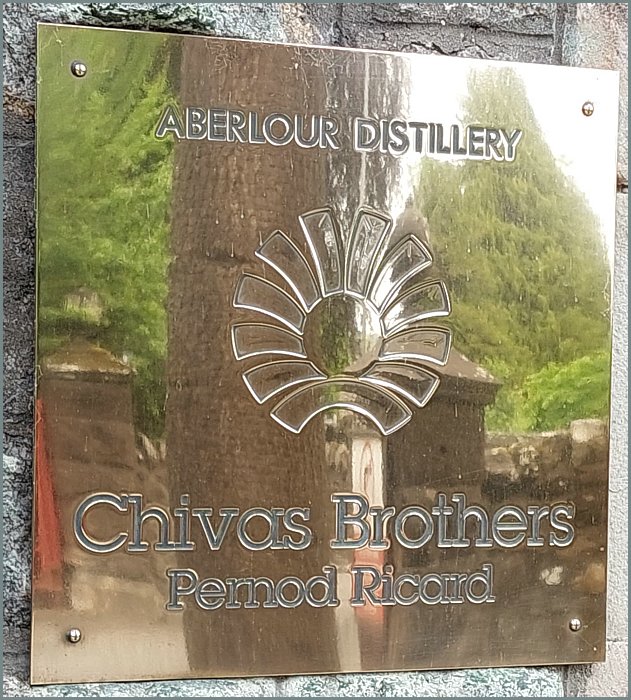 ABERLOUR DISTILLERY
Chivas Brothers
Pernod Ricard